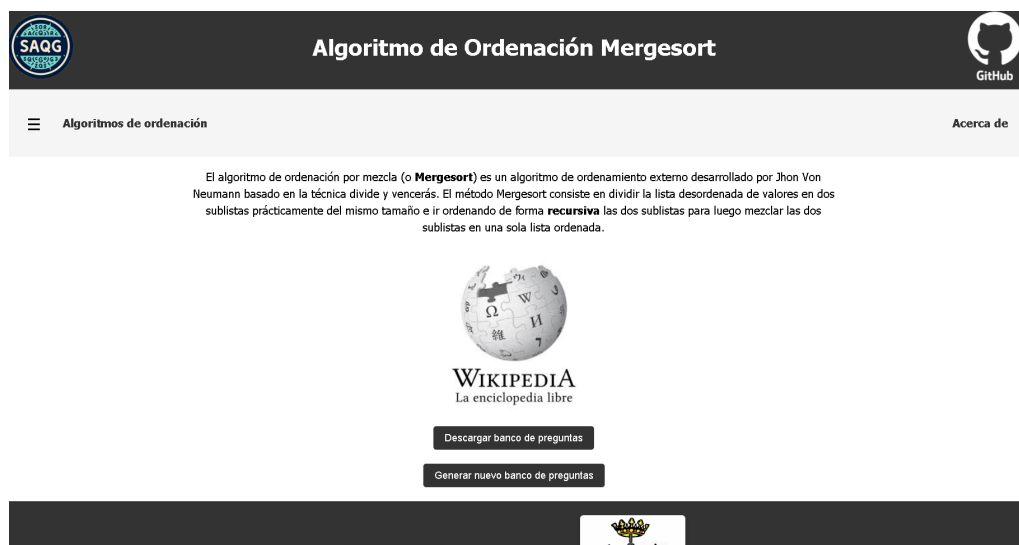 SAQG
Algoritmo de Ordenación Mergesort
GitHub
☰ Algoritmos de ordenación
Acerca de
El algoritmo de ordenación por mezcla (o Mergesort) es un algoritmo de ordenamiento externo desarrollado por Jhon Von
Neumann basado en la técnica divide y vencerás. El método Mergesort consiste en dividir la lista desordenada de valores en dos
sublistas prácticamente del mismo tamaño e ir ordenando de forma recursiva las dos sublistas para luego mezclar las dos
sublistas en una sola lista ordenada.
Ω W И
維 7
WIKIPEDIA
La enciclopedia libre
Descargar banco de preguntas
Generar nuevo banco de preguntas